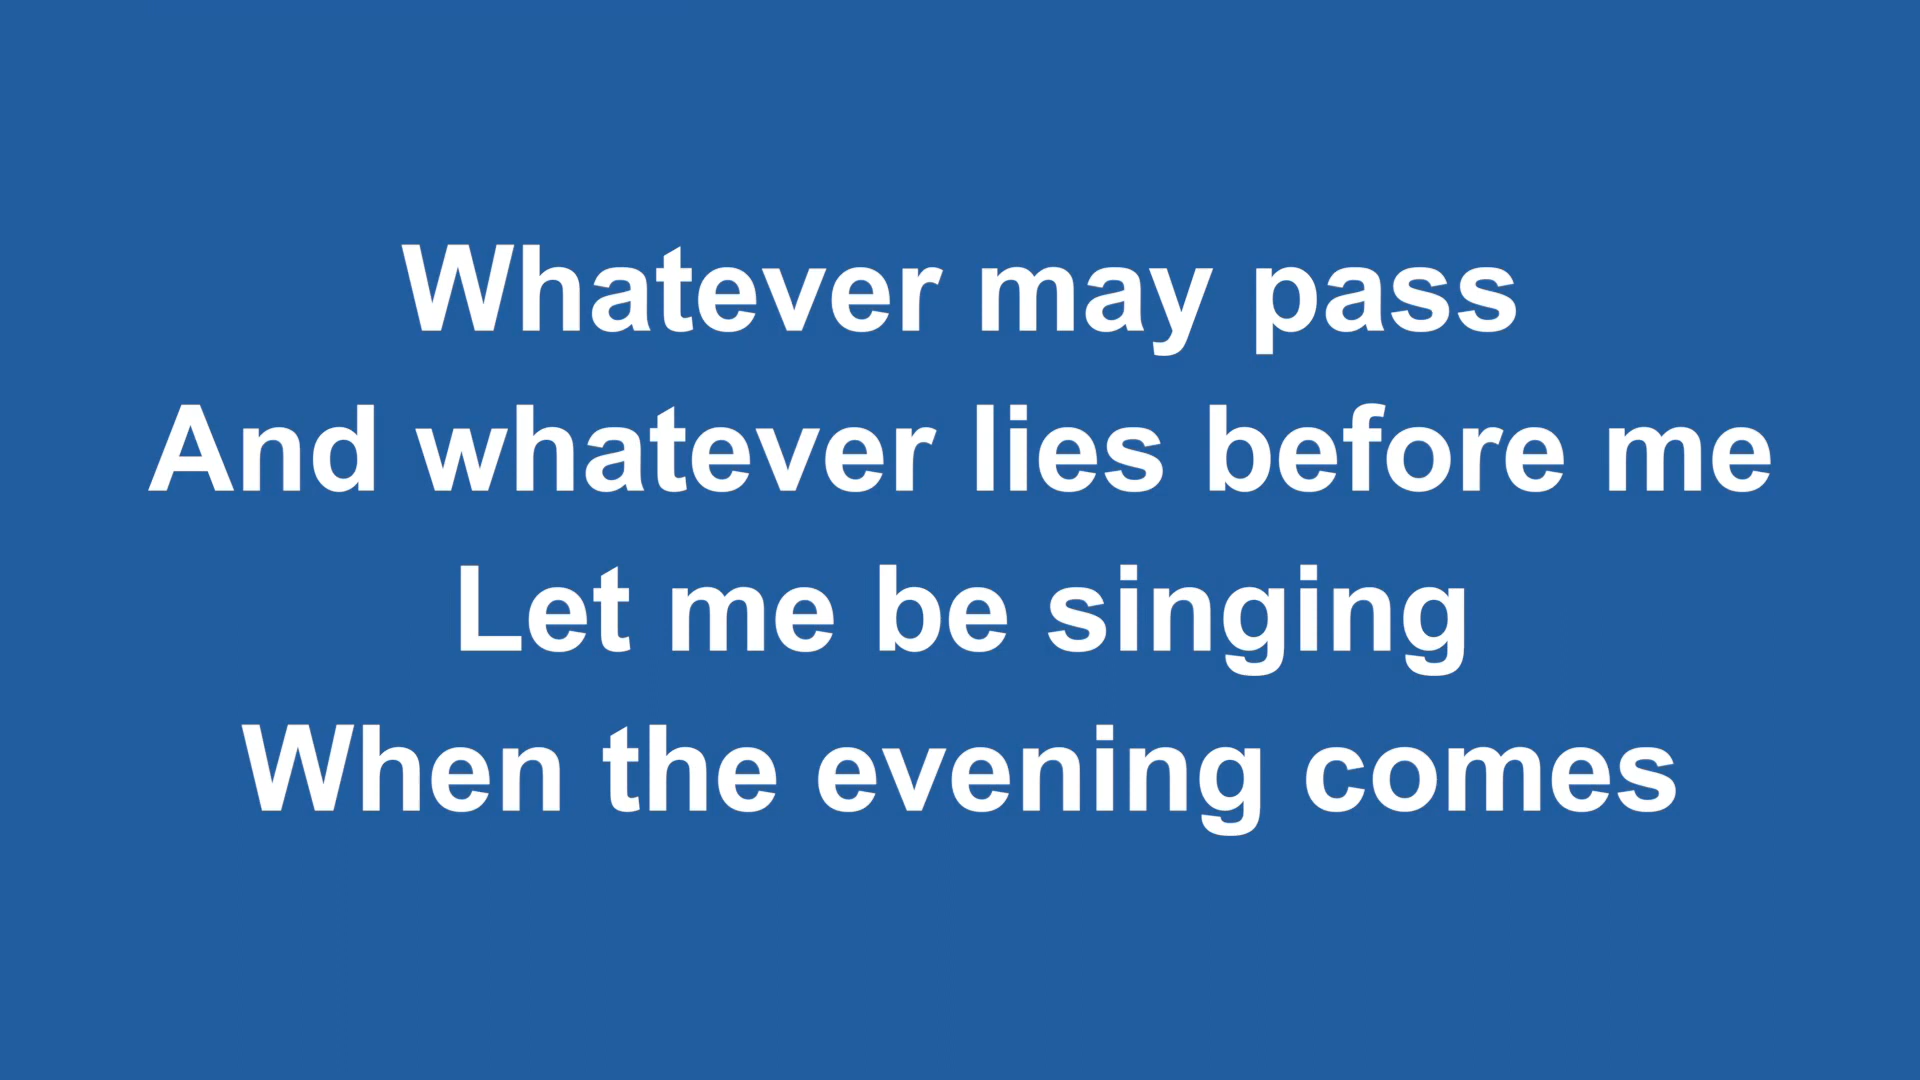 Whatever may pass
And whatever lies before me
Let me be singing
When the evening comes